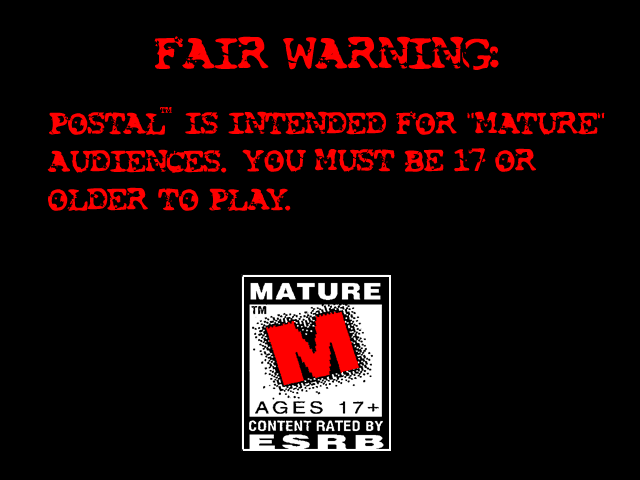 FAIR WARNING:
POSTAL™ IS INTENDED FOR "MATURE"
AUDIENCES. YOU MUST BE 17 OR
OLDER TO PLAY.
MATURE
TM
M
AGES 17+
CONTENT RATED BY
ESRB